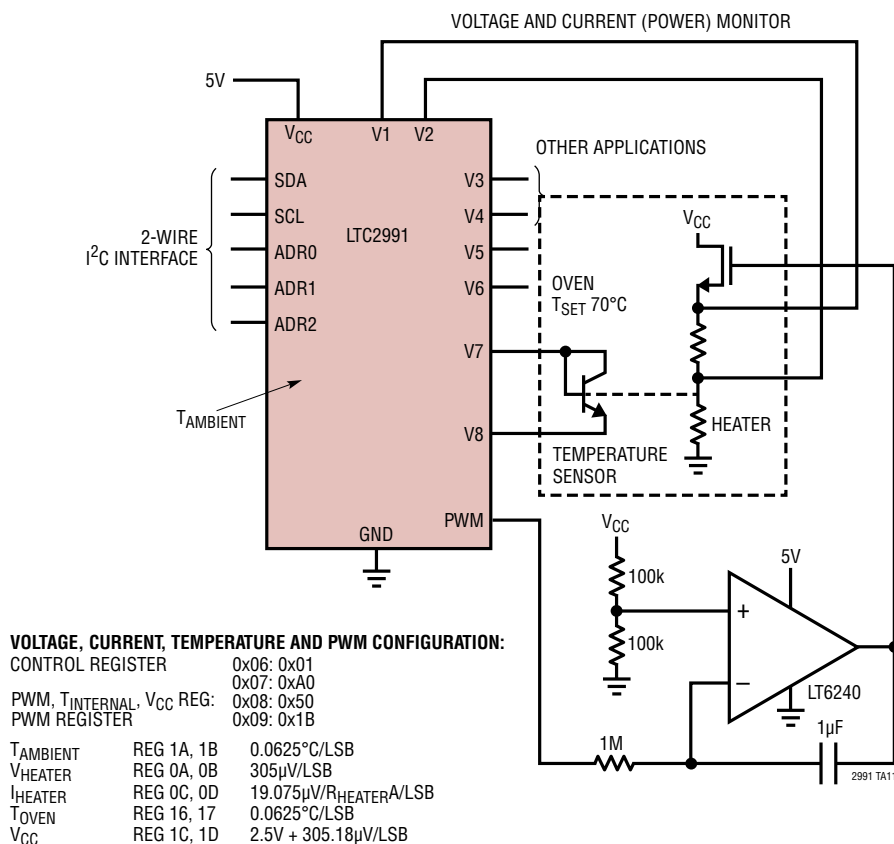 VOLTAGE AND CURRENT (POWER) MONITOR
5V
VCC
V1
V2
OTHER APPLICATIONS
SDA
SCL
ADR0
ADR1
ADR2
2-WIRE
I2C INTERFACE
LTC2991
V3
V4
V5
V6
V7
V8
PWM
GND
TAMBIENT
VCC
OVEN
TSET 70°C
HEATER
TEMPERATURE
SENSOR
VCC
100k
100k
5V
+
–
LT6240
1M
1µF
2991 TA11
VOLTAGE, CURRENT, TEMPERATURE AND PWM CONFIGURATION:
CONTROL REGISTER 0x06: 0x01
0x07: 0xA0
PWM, TINTERNAL, VCC REG: 0x08: 0x50
PWM REGISTER 0x09: 0x1B
TAMBIENT REG 1A, 1B 0.0625°C/LSB
VHEATER REG 0A, 0B 305µV/LSB
IHEATER REG 0C, 0D 19.075µV/RHEATERA/LSB
TOVEN REG 16, 17 0.0625°C/LSB
VCC REG 1C, 1D 2.5V + 305.18µV/LSB